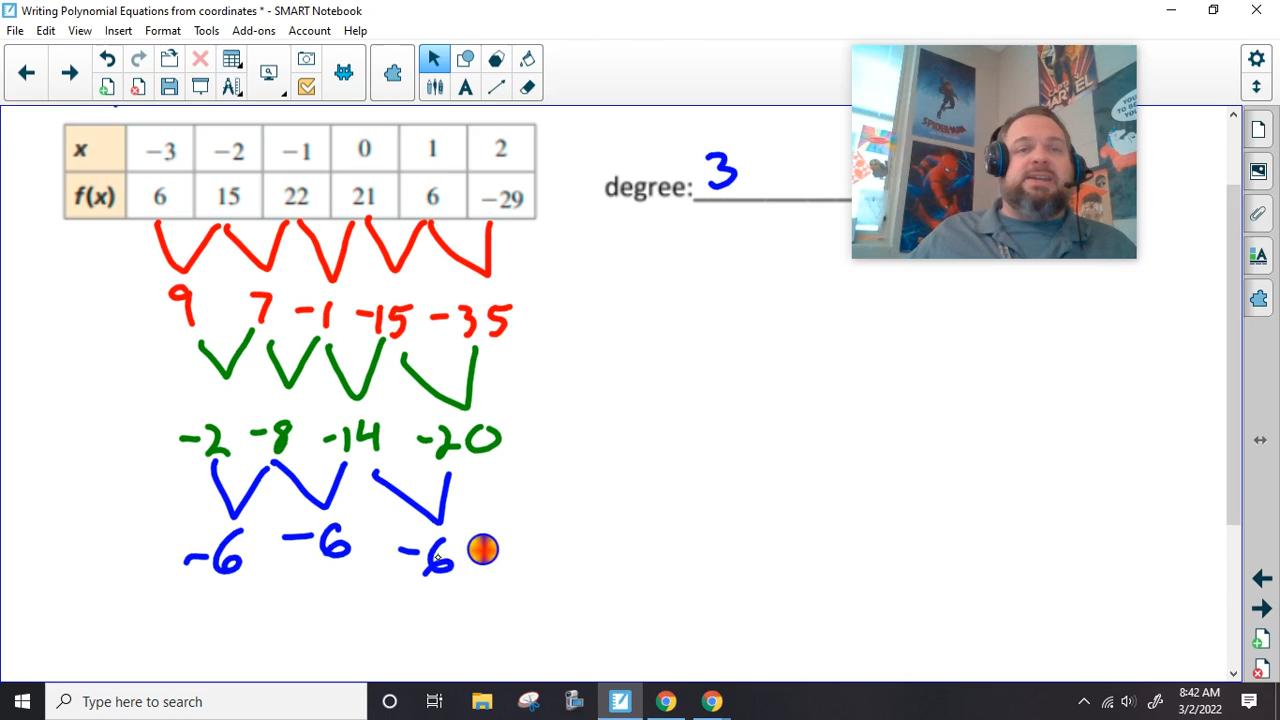 Writing Polynomial Equations from coordinates * - SMART Notebook
File Edit View Insert Format Tools Add-ons Account Help
x −3 −2 −1 0 1 2
f(x) 6 15 22 21 6 −29
degree: 3
SPIDER-MAN
MARVEL
9 7 -1 -15 -35
-2 -8 -14 -20
-6 -6 -6
Type here to search
8:42 AM
3/2/2022